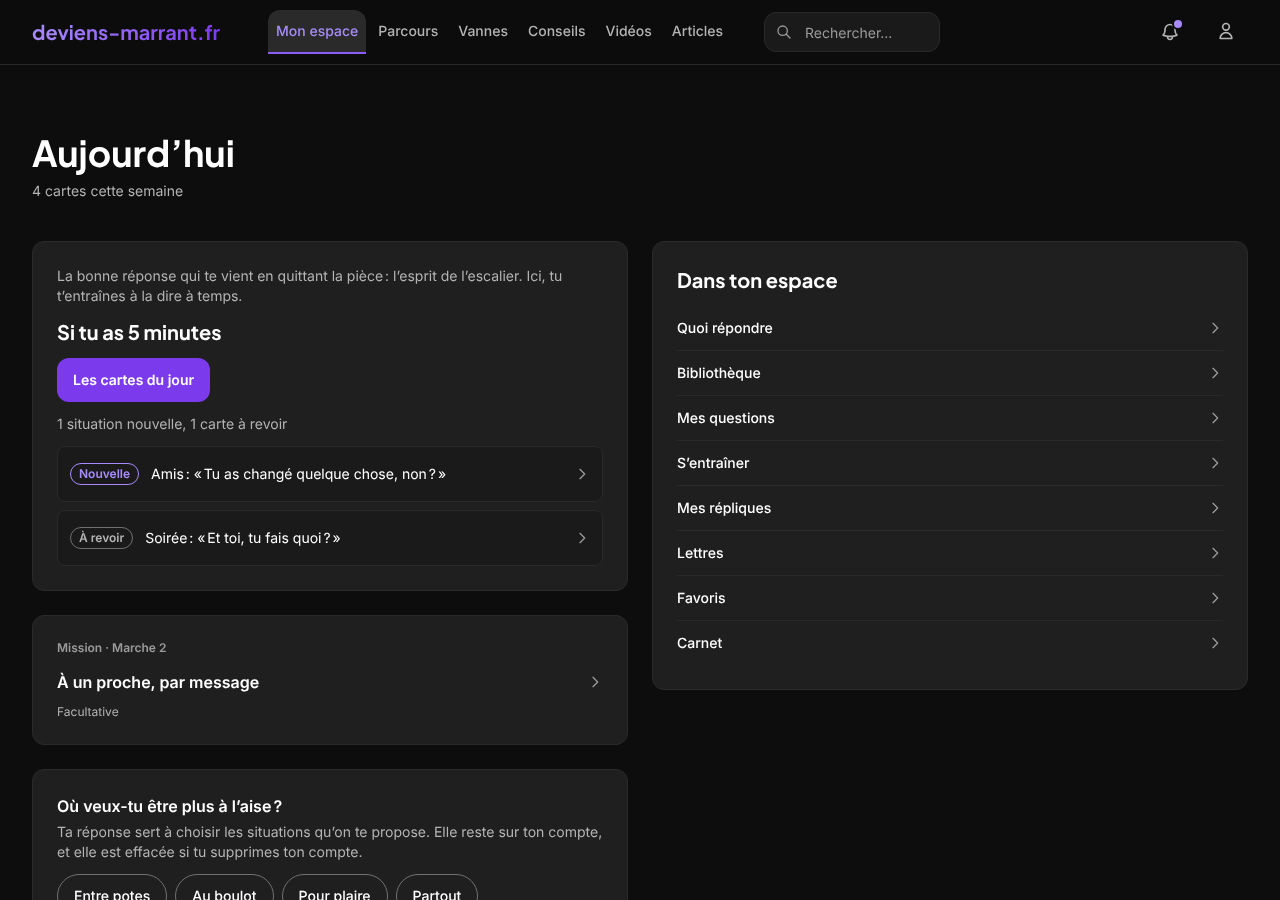 deviens-marrant.fr
Mon espace
Parcours
Vannes
Conseils
Vidéos
Articles
Rechercher…
Aujourd’hui
4 cartes cette semaine
La bonne réponse qui te vient en quittant la pièce : l’esprit de l’escalier. Ici, tu
t’entraînes à la dire à temps.
Si tu as 5 minutes
Les cartes du jour
1 situation nouvelle, 1 carte à revoir
Nouvelle
Amis : « Tu as changé quelque chose, non ? »
À revoir
Soirée : « Et toi, tu fais quoi ? »
Mission · Marche 2
À un proche, par message
Facultative
Où veux-tu être plus à l’aise ?
Ta réponse sert à choisir les situations qu’on te propose. Elle reste sur ton compte,
et elle est effacée si tu supprimes ton compte.
Entre potes
Au boulot
Pour plaire
Partout
Dans ton espace
Quoi répondre
Bibliothèque
Mes questions
S’entraîner
Mes répliques
Lettres
Favoris
Carnet